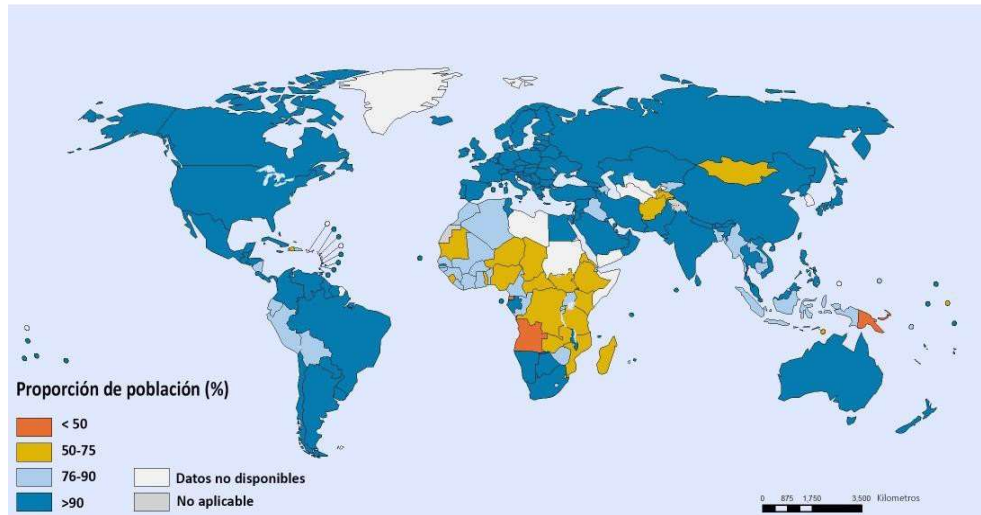 Proporción de población (%)
< 50
50-75
76-90
>90
Datos no disponibles
No aplicable
0 875 1,750 3,500 Kilometros